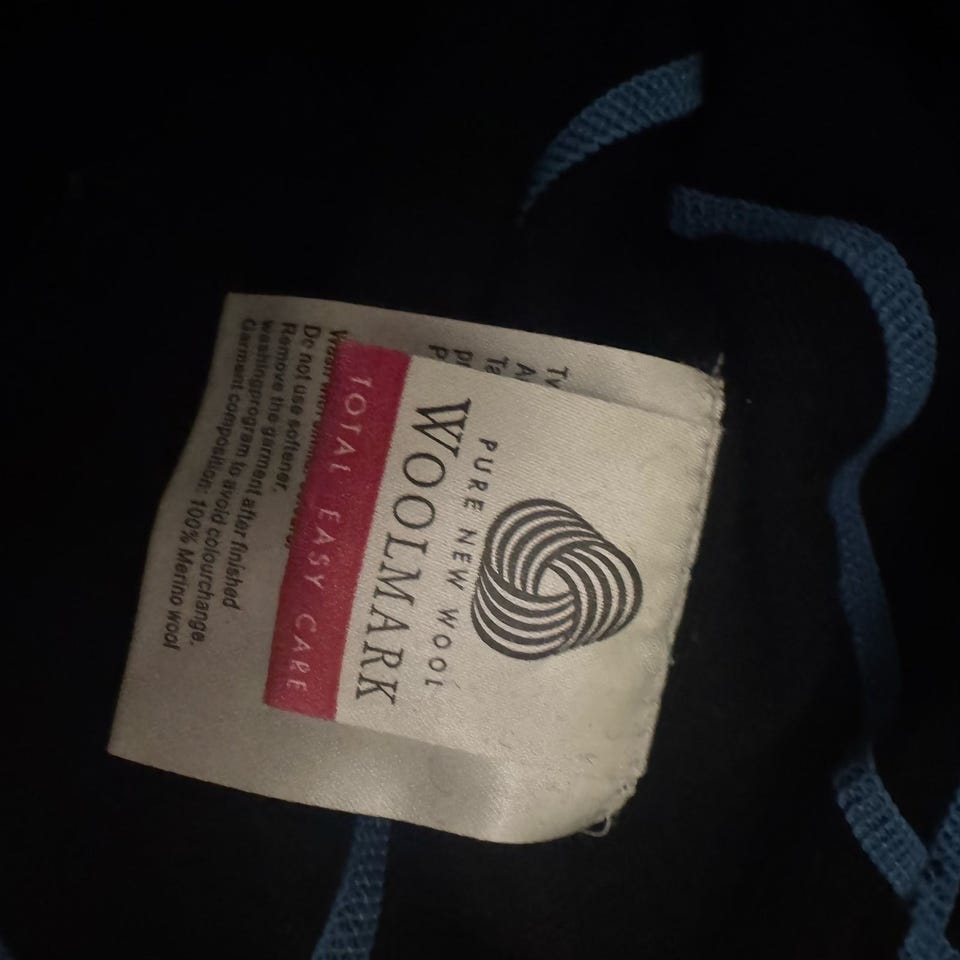 PURE NEW WOOL
WOOLMARK
TOTAL EASY CARE
Do not use softener.
Remove the garment.
washingprogram to avoid colourchange.
garment after finished
Garment composition: 100% Merino wool